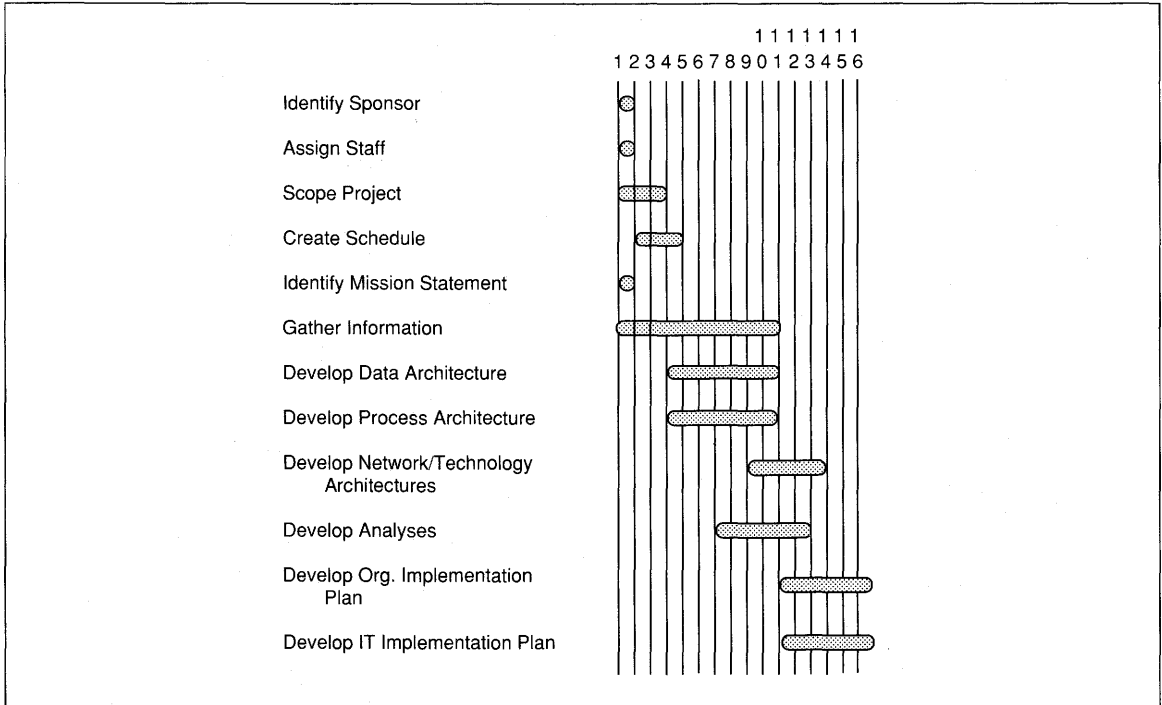 1 1 1 1 1 1 1
1 2 3 4 5 6 7 8 9 0 1 2 3 4 5 6
Identify Sponsor
Assign Staff
Scope Project
Create Schedule
Identify Mission Statement
Gather Information
Develop Data Architecture
Develop Process Architecture
Develop Network/Technology
Architectures
Develop Analyses
Develop Org. Implementation
Plan
Develop IT Implementation Plan